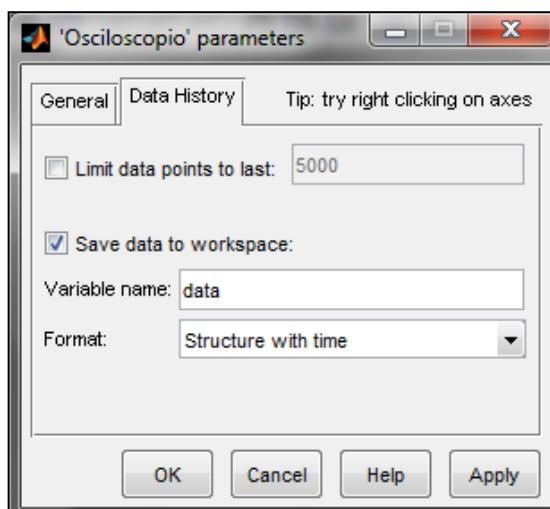 'Osciloscopio' parameters
General Data History Tip: try right clicking on axes
Limit data points to last: 5000
Save data to workspace:
Variable name: data
Format: Structure with time
OK Cancel Help Apply